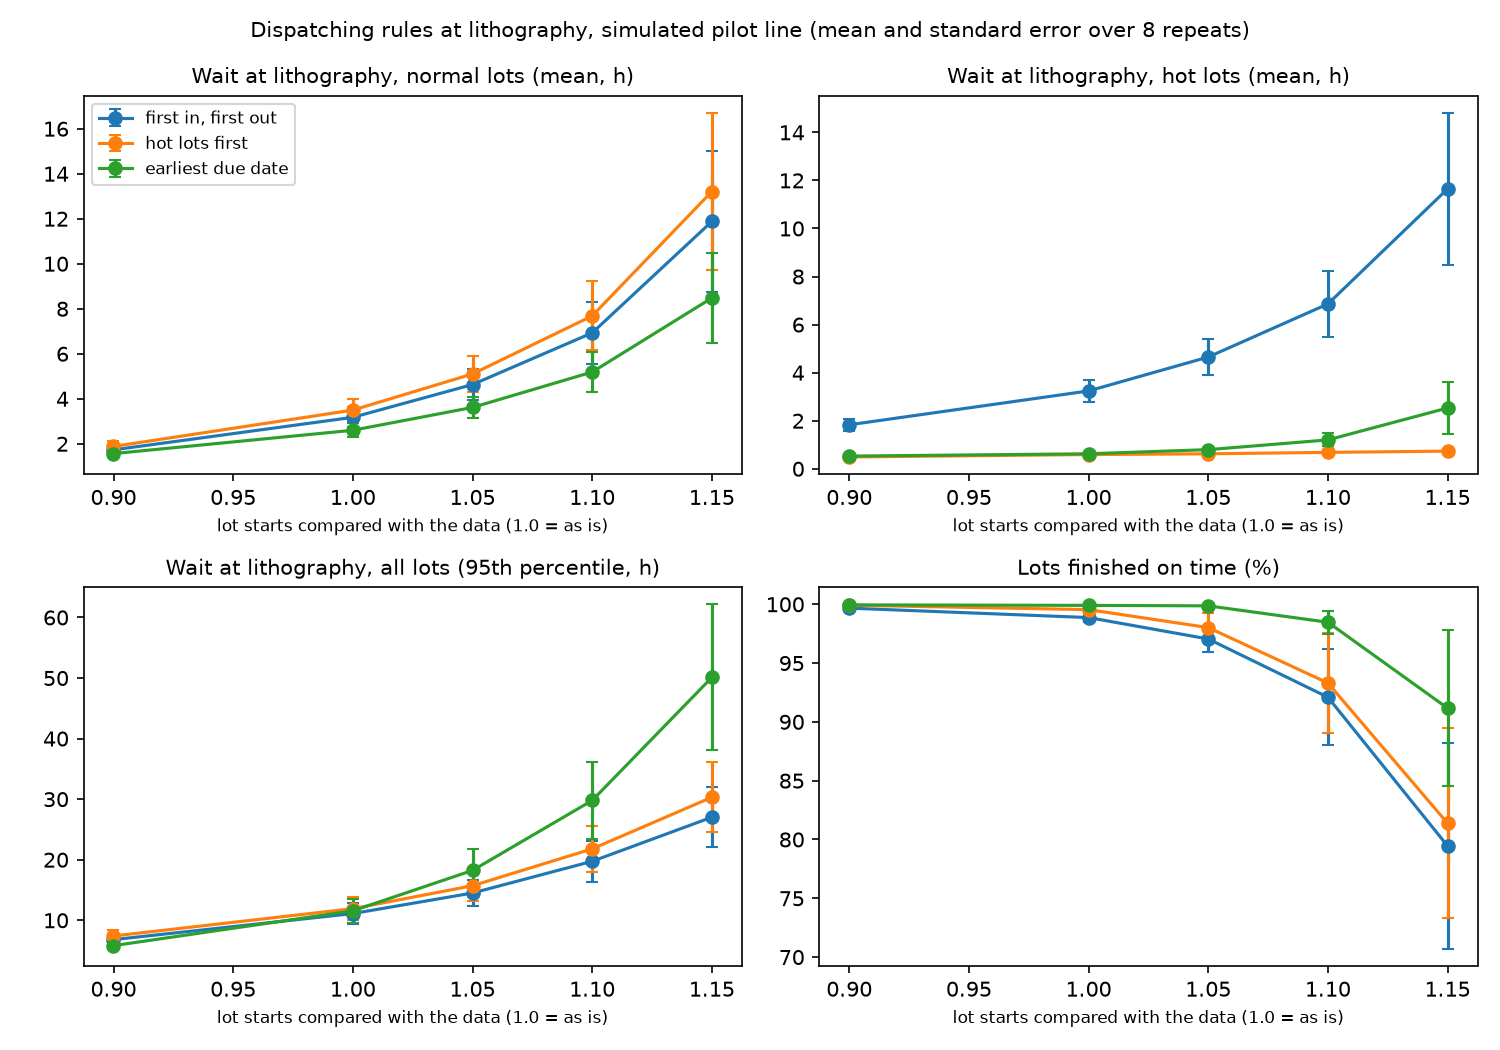 Dispatching rules at lithography, simulated pilot line (mean and standard error over 8 repeats)
Wait at lithography, normal lots (mean, h)
first in, first out
hot lots first
earliest due date
16
14
12
10
8
6
4
2
0.90 0.95 1.00 1.05 1.10 1.15
lot starts compared with the data (1.0 = as is)
Wait at lithography, hot lots (mean, h)
14
12
10
8
6
4
2
0
0.90 0.95 1.00 1.05 1.10 1.15
lot starts compared with the data (1.0 = as is)
Wait at lithography, all lots (95th percentile, h)
60
50
40
30
20
10
0.90 0.95 1.00 1.05 1.10 1.15
lot starts compared with the data (1.0 = as is)
Lots finished on time (%)
100
95
90
85
80
75
70
0.90 0.95 1.00 1.05 1.10 1.15
lot starts compared with the data (1.0 = as is)